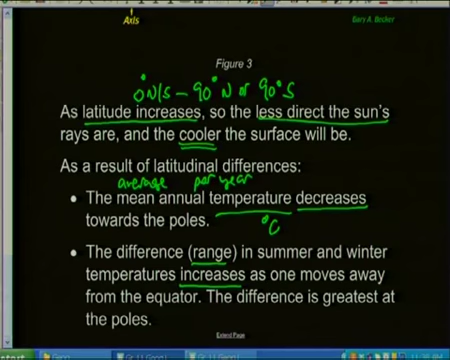 Axis
Gary A. Becker
Figure 3
0° N/S - 90° N or 90° S
As latitude increases, so the less direct the sun's
rays are, and the cooler the surface will be.
As a result of latitudinal differences:
average per year
• The mean annual temperature decreases
towards the poles.
°C
• The difference (range) in summer and winter
temperatures increases as one moves away
from the equator. The difference is greatest at
the poles.
Extend Page
start